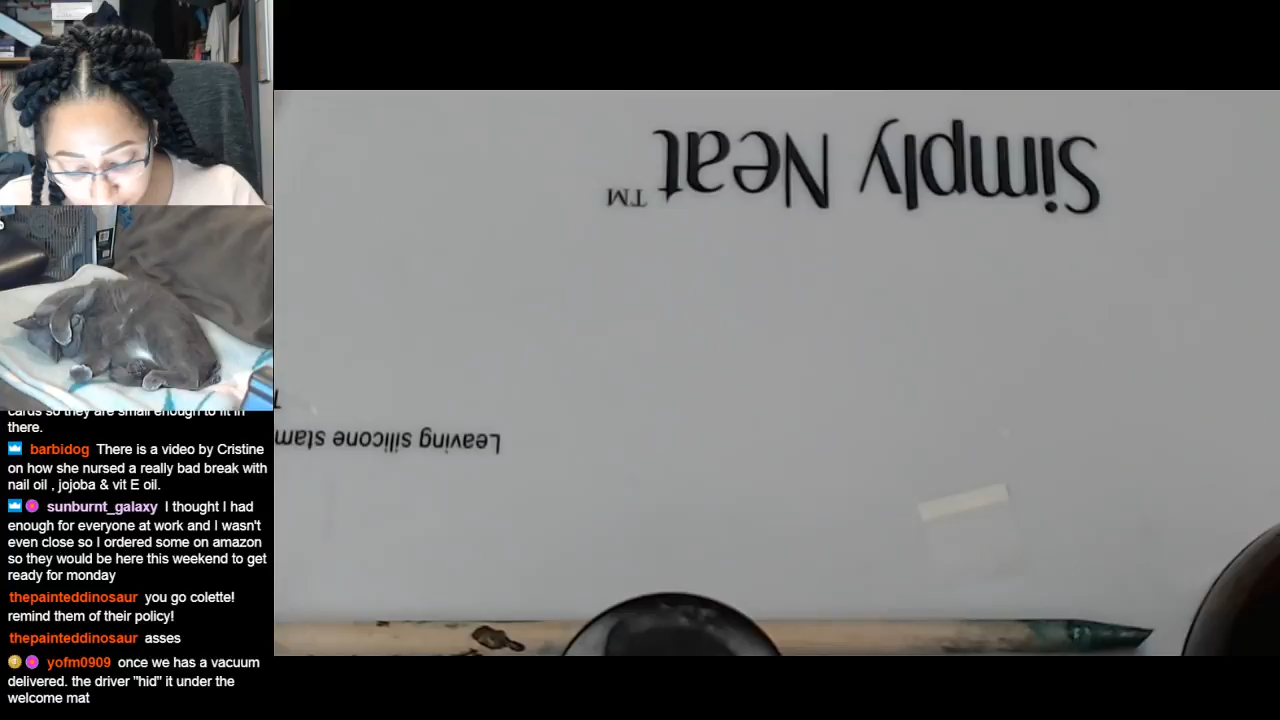 Simply Neat™
Leaving silicone stam
cards so they are small enough to fit in
there.
barbidog There is a video by Cristine
on how she nursed a really bad break with
nail oil , jojoba & vit E oil.
sunburnt_galaxy I thought I had
enough for everyone at work and I wasn't
even close so I ordered some on amazon
so they would be here this weekend to get
ready for monday
thepainteddinosaur you go colette!
remind them of their policy!
thepainteddinosaur asses
yofm0909 once we has a vacuum
delivered. the driver "hid" it under the
welcome mat